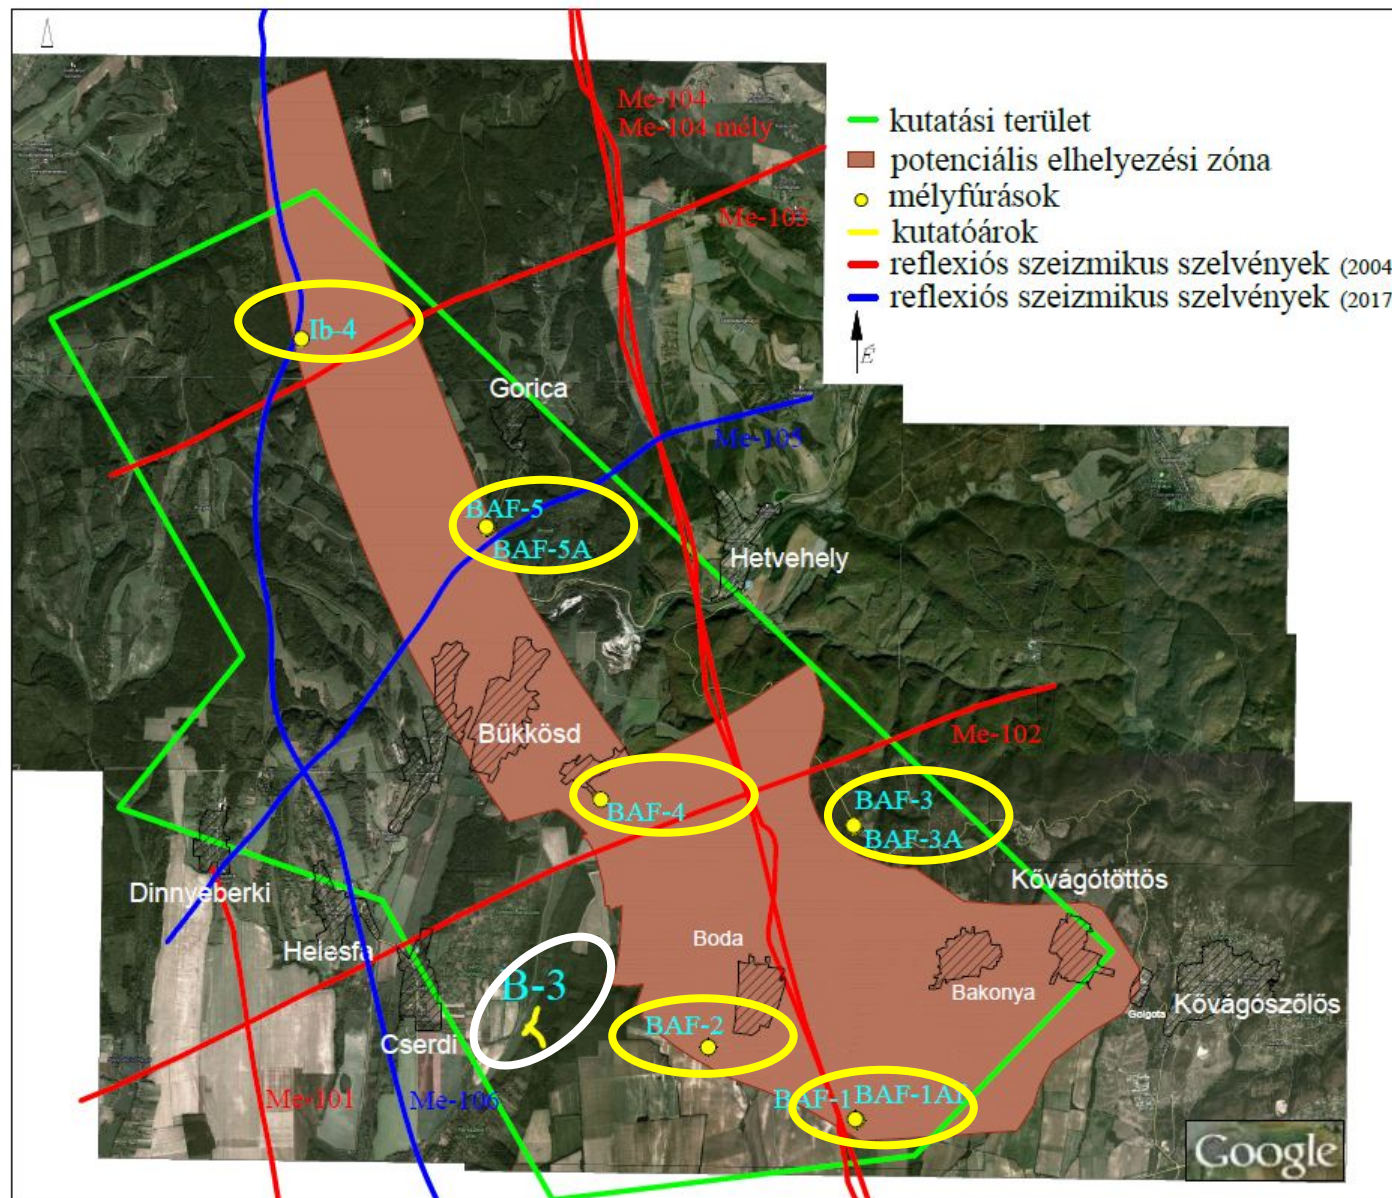 Me-104
Me-104 mély
kutatási terület
potenciális elhelyezési zóna
mélyfúrások
kutatóárok
reflexiós szeizmikus szelvények (2004
reflexiós szeizmikus szelvények (2017
É
Me-103
Ib-4
Gorica
Me-105
BAF-5
BAF-5A
Hetvehely
Bükkösd
Me-102
BAF-4
BAF-3
BAF-3A
Kővágótöttös
Dinnyeberki
Helesfa
Boda
Bakonya
Kővágószőlös
Golgota
B-3
BAF-2
Cserdi
Me-101
Me-106
BAF-1
BAF-1A
Google